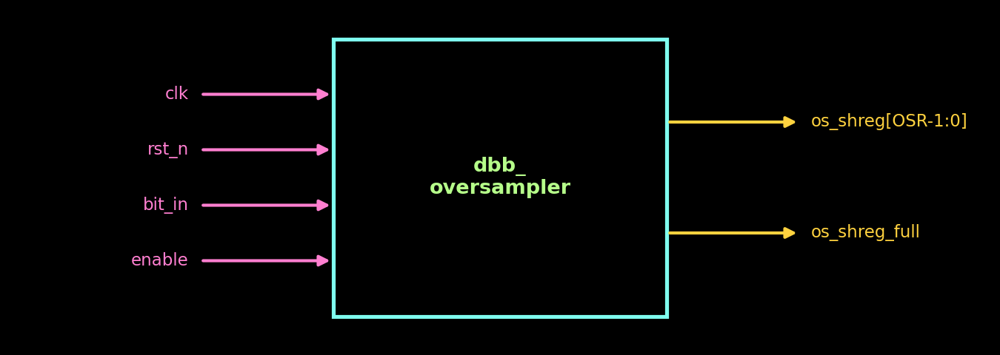 clk
rst_n
bit_in
enable
dbb_
oversampler
os_shreg[OSR-1:0]
os_shreg_full